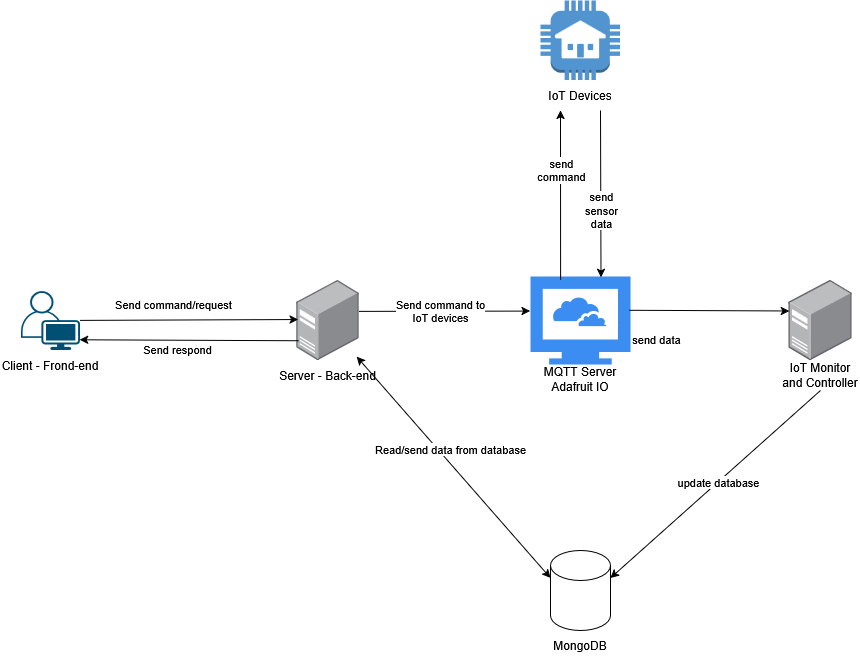 IoT Devices
send
command
send
sensor
data
Send command/request
Send respond
Client - Frond-end
Server - Back-end
Send command to
IoT devices
MQTT Server
Adafruit IO
send data
IoT Monitor
and Controller
Read/send data from database
update database
MongoDB